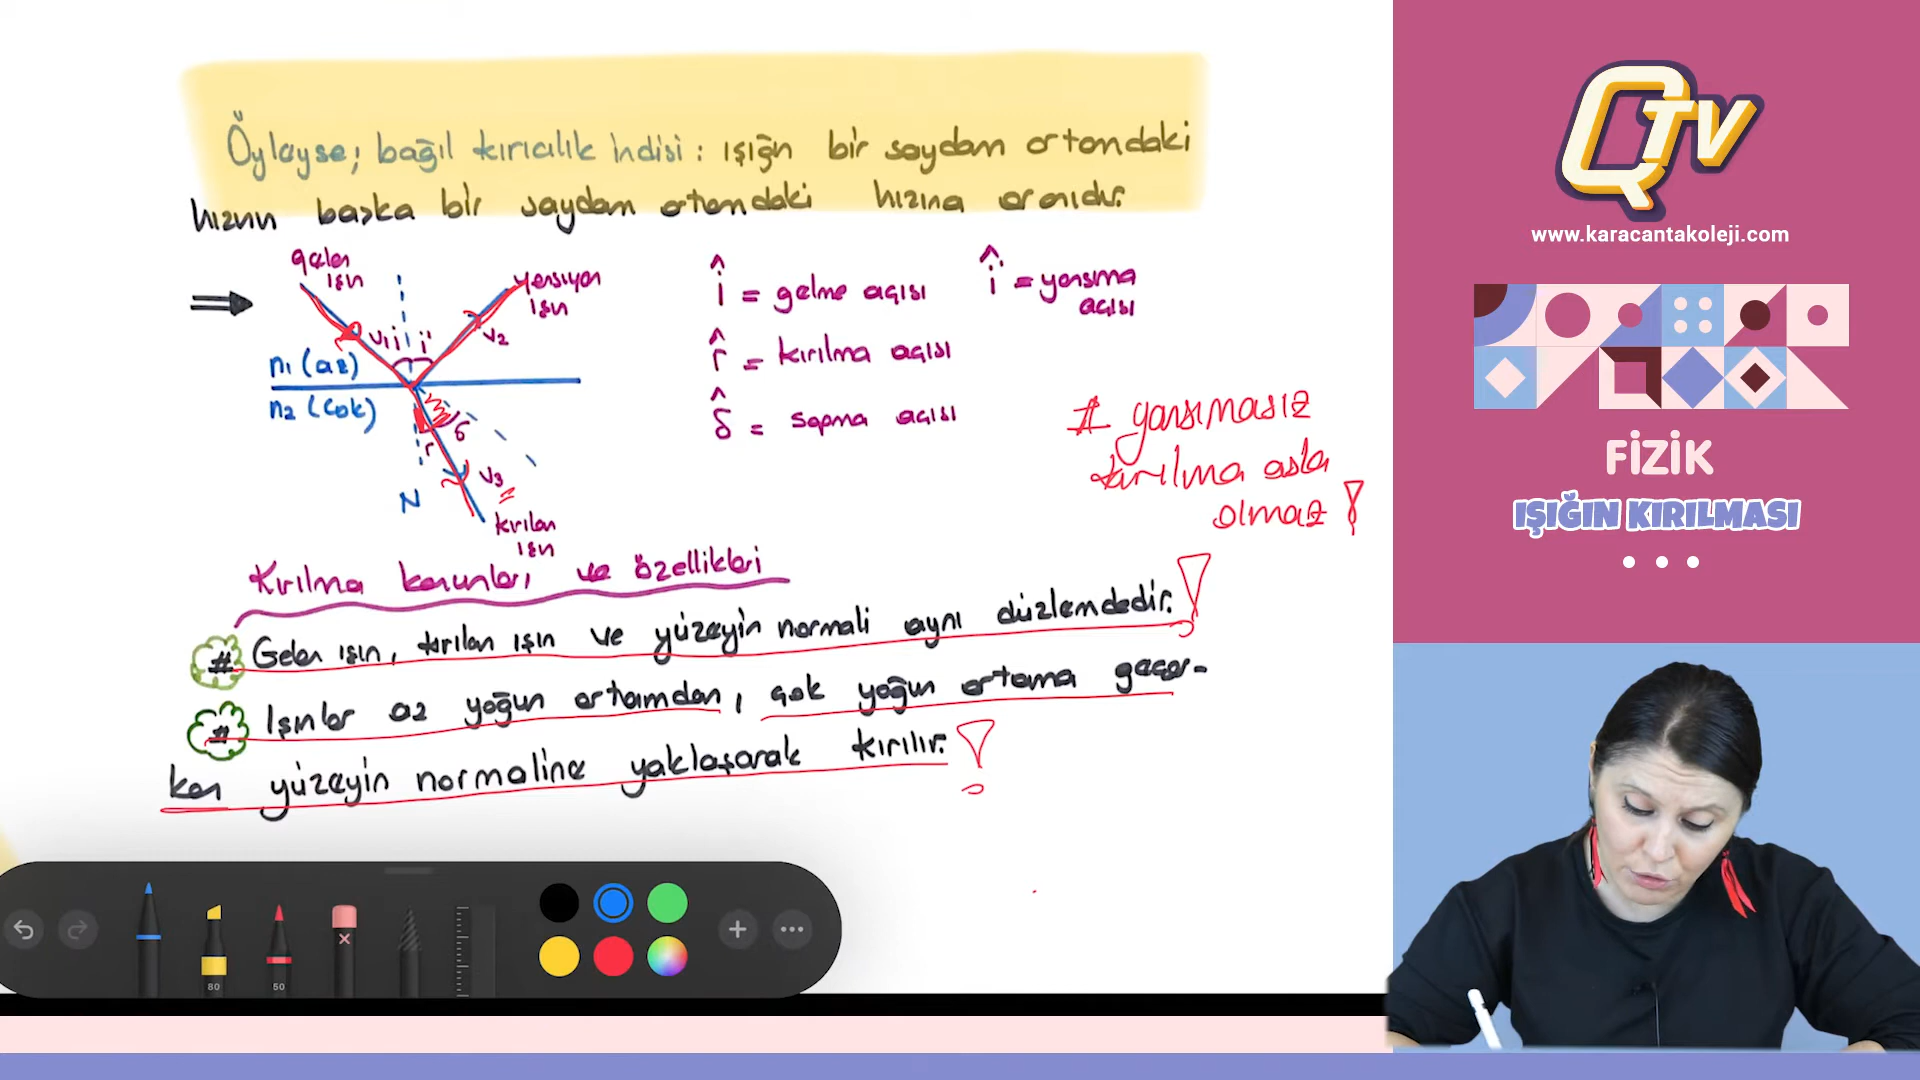 Öyleyse; bağıl kırıcılık indisi: ışığın bir saydam ortamdaki
hızının başka bir saydam ortamdaki hızına oranıdır.
gelen
ışın
yansıyan
ışın
v1
i
i'
v2
n1 (az)
n2 (çok)
r
δ
v3
N
kırılan
ışın
î = gelme açısı
î' = yansıma
açısı
r̂ = kırılma açısı
δ̂ = sapma açısı
# yansımasız
kırılma asla
olmaz !
Kırılma kanunları ve özellikleri
# Gelen ışın, kırılan ışın ve yüzeyin normali aynı düzlemdedir. !
# Işınlar az yoğun ortamdan, çok yoğun ortama geçer-
ken yüzeyin normaline yaklaşarak kırılır. !
80
50
QTV
www.karacantakoleji.com
FİZİK
IŞIĞIN KIRILMASI